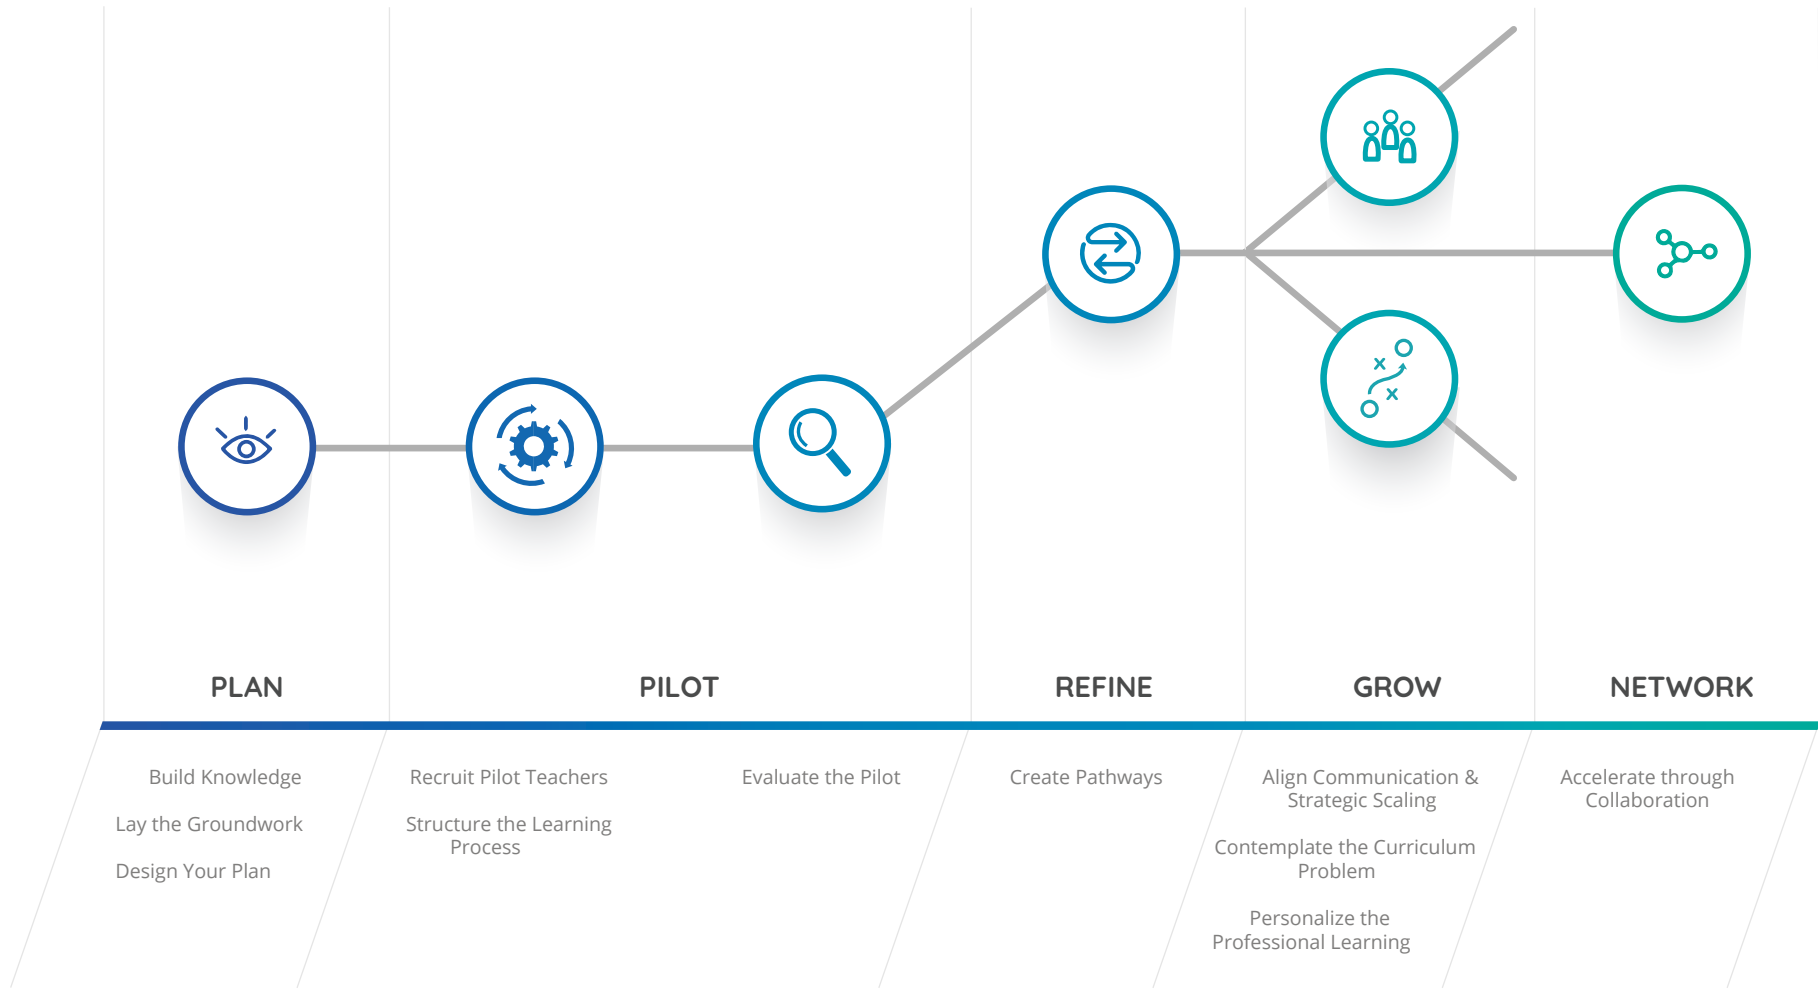 PLAN
PILOT
REFINE
GROW
NETWORK
Build Knowledge
Lay the Groundwork
Design Your Plan
Recruit Pilot Teachers
Structure the Learning
Process
Evaluate the Pilot
Create Pathways
Align Communication &
Strategic Scaling
Contemplate the Curriculum
Problem
Personalize the
Professional Learning
Accelerate through
Collaboration